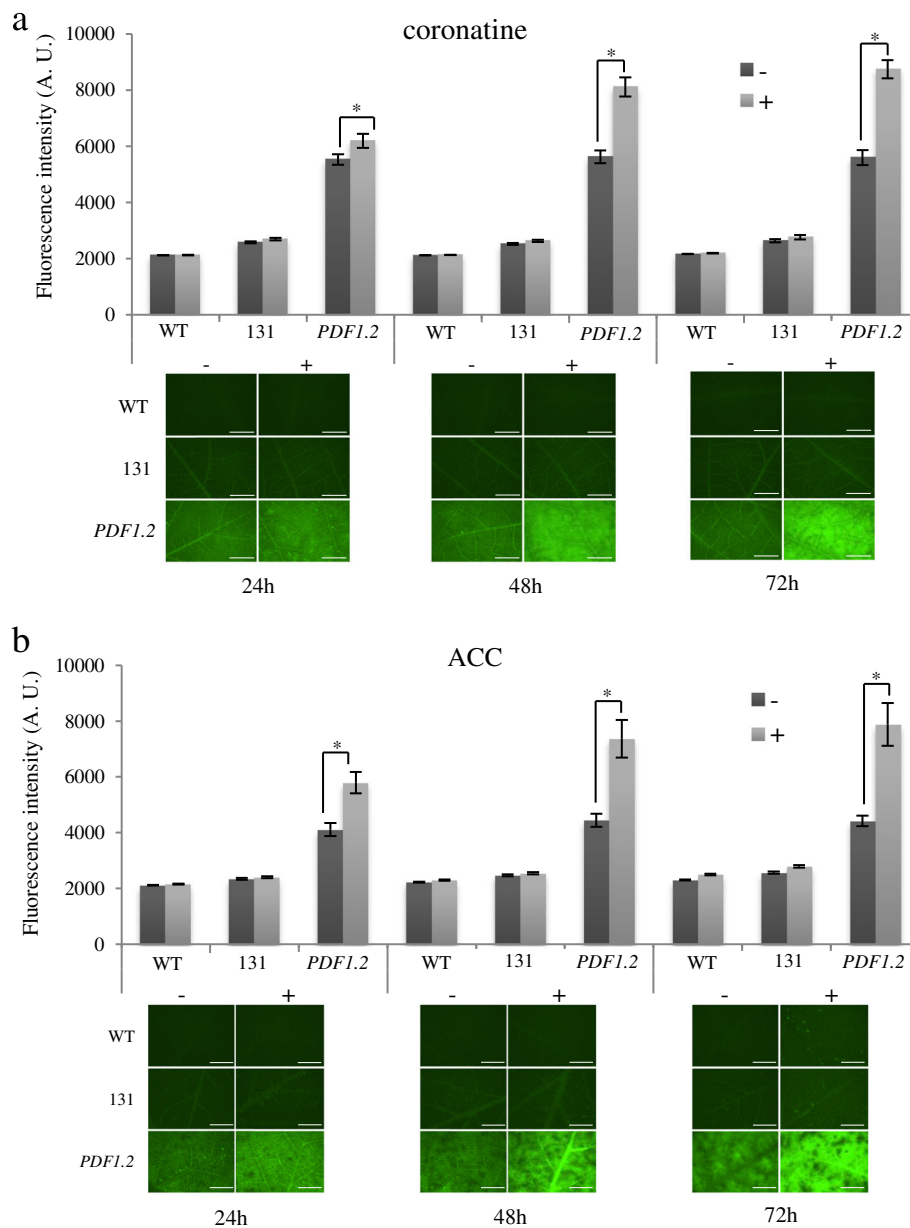 a
coronatine
Fluorescence intensity (A. U.)
10000
8000
6000
4000
2000
0
*
*
*
-
+
WT 131 PDF1.2 WT 131 PDF1.2 WT 131 PDF1.2
- + - + - +
WT
131
PDF1.2
24h 48h 72h
b
ACC
Fluorescence intensity (A. U.)
10000
8000
6000
4000
2000
0
*
*
*
-
+
WT 131 PDF1.2 WT 131 PDF1.2 WT 131 PDF1.2
- + - + - +
WT
131
PDF1.2
24h 48h 72h